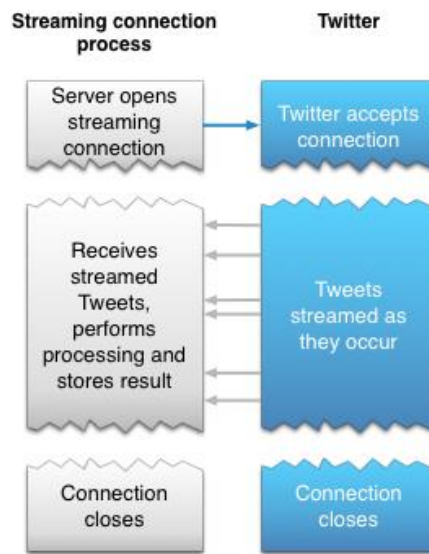 Streaming connection
process
Twitter
Server opens
streaming
connection
Twitter accepts
connection
Receives
streamed
Tweets,
performs
processing and
stores result
Tweets
streamed as
they occur
Connection
closes
Connection
closes